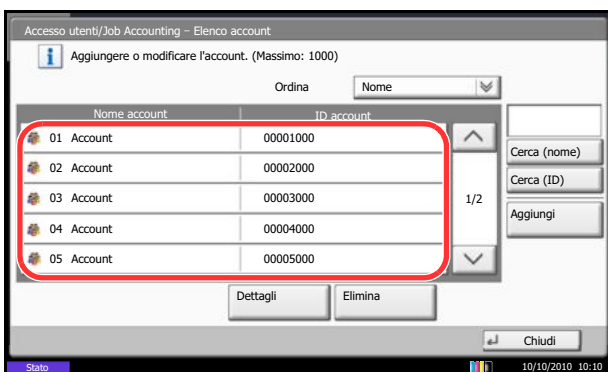 Accesso utenti/Job Accounting – Elenco account
Aggiungere o modificare l'account. (Massimo: 1000)
Ordina Nome
Nome account ID account
01 Account 00001000
02 Account 00002000
03 Account 00003000
04 Account 00004000
05 Account 00005000
1/2
Cerca (nome)
Cerca (ID)
Aggiungi
Dettagli Elimina
Chiudi
Stato 10/10/2010 10:10